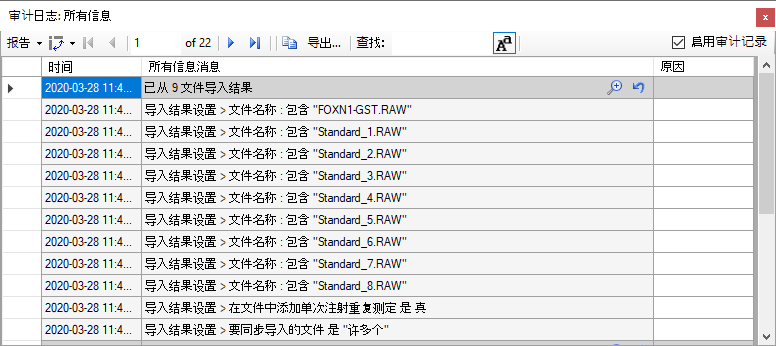 审计日志: 所有信息
报告 1 of 22 导出... 查找: Aa 启用审计记录
时间 所有信息消息 原因
2020-03-28 11:4... 已从 9 文件导入结果
2020-03-28 11:4... 导入结果设置 > 文件名称 : 包含 "FOXN1-GST.RAW"
2020-03-28 11:4... 导入结果设置 > 文件名称 : 包含 "Standard_1.RAW"
2020-03-28 11:4... 导入结果设置 > 文件名称 : 包含 "Standard_2.RAW"
2020-03-28 11:4... 导入结果设置 > 文件名称 : 包含 "Standard_3.RAW"
2020-03-28 11:4... 导入结果设置 > 文件名称 : 包含 "Standard_4.RAW"
2020-03-28 11:4... 导入结果设置 > 文件名称 : 包含 "Standard_5.RAW"
2020-03-28 11:4... 导入结果设置 > 文件名称 : 包含 "Standard_6.RAW"
2020-03-28 11:4... 导入结果设置 > 文件名称 : 包含 "Standard_7.RAW"
2020-03-28 11:4... 导入结果设置 > 文件名称 : 包含 "Standard_8.RAW"
2020-03-28 11:4... 导入结果设置 > 在文件中添加单次注射重复测定 是 真
2020-03-28 11:4... 导入结果设置 > 要同步导入的文件 是 "许多个"